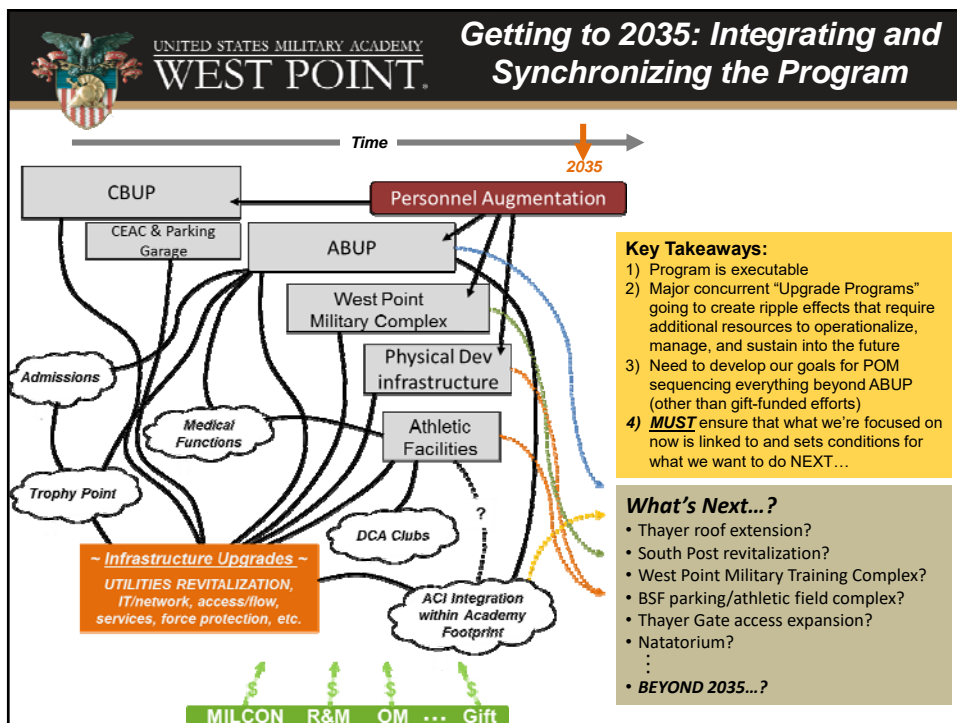 UNITED STATES MILITARY ACADEMY
WEST POINT.
Getting to 2035: Integrating and
Synchronizing the Program
Time
2035
CBUP
Personnel Augmentation
CEAC & Parking
Garage
ABUP
West Point
Military Complex
Physical Dev
infrastructure
Admissions
Medical
Functions
Athletic
Facilities
Trophy Point
?
DCA Clubs
~ Infrastructure Upgrades ~
UTILITIES REVITALIZATION,
IT/network, access/flow,
services, force protection, etc.
ACI Integration
within Academy
Footprint
$ $ $ $
MILCON R&M OM ... Gift
Key Takeaways:
1) Program is executable
2) Major concurrent “Upgrade Programs”
going to create ripple effects that require
additional resources to operationalize,
manage, and sustain into the future
3) Need to develop our goals for POM
sequencing everything beyond ABUP
(other than gift-funded efforts)
4) MUST ensure that what we’re focused on
now is linked to and sets conditions for
what we want to do NEXT…
What’s Next…?
• Thayer roof extension?
• South Post revitalization?
• West Point Military Training Complex?
• BSF parking/athletic field complex?
• Thayer Gate access expansion?
• Natatorium?
⋮
• BEYOND 2035…?